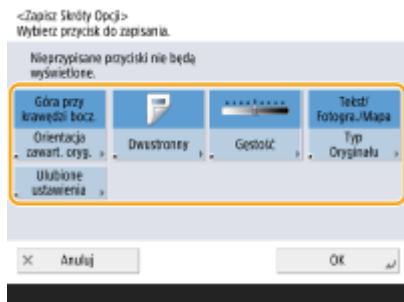 <Zapisz Skróty Opcji>
Wybierz przycisk do zapisania.
Nieprzypisane przyciski nie będą
wyświetlone.
Góra przy
krawędzi bocz.
Tekst/
Fotogra./Mapa
Orientacja
zawart. oryg.
Dwustronny
Gęstość
Typ
Oryginału
Ulubione
ustawienia
Anuluj
OK